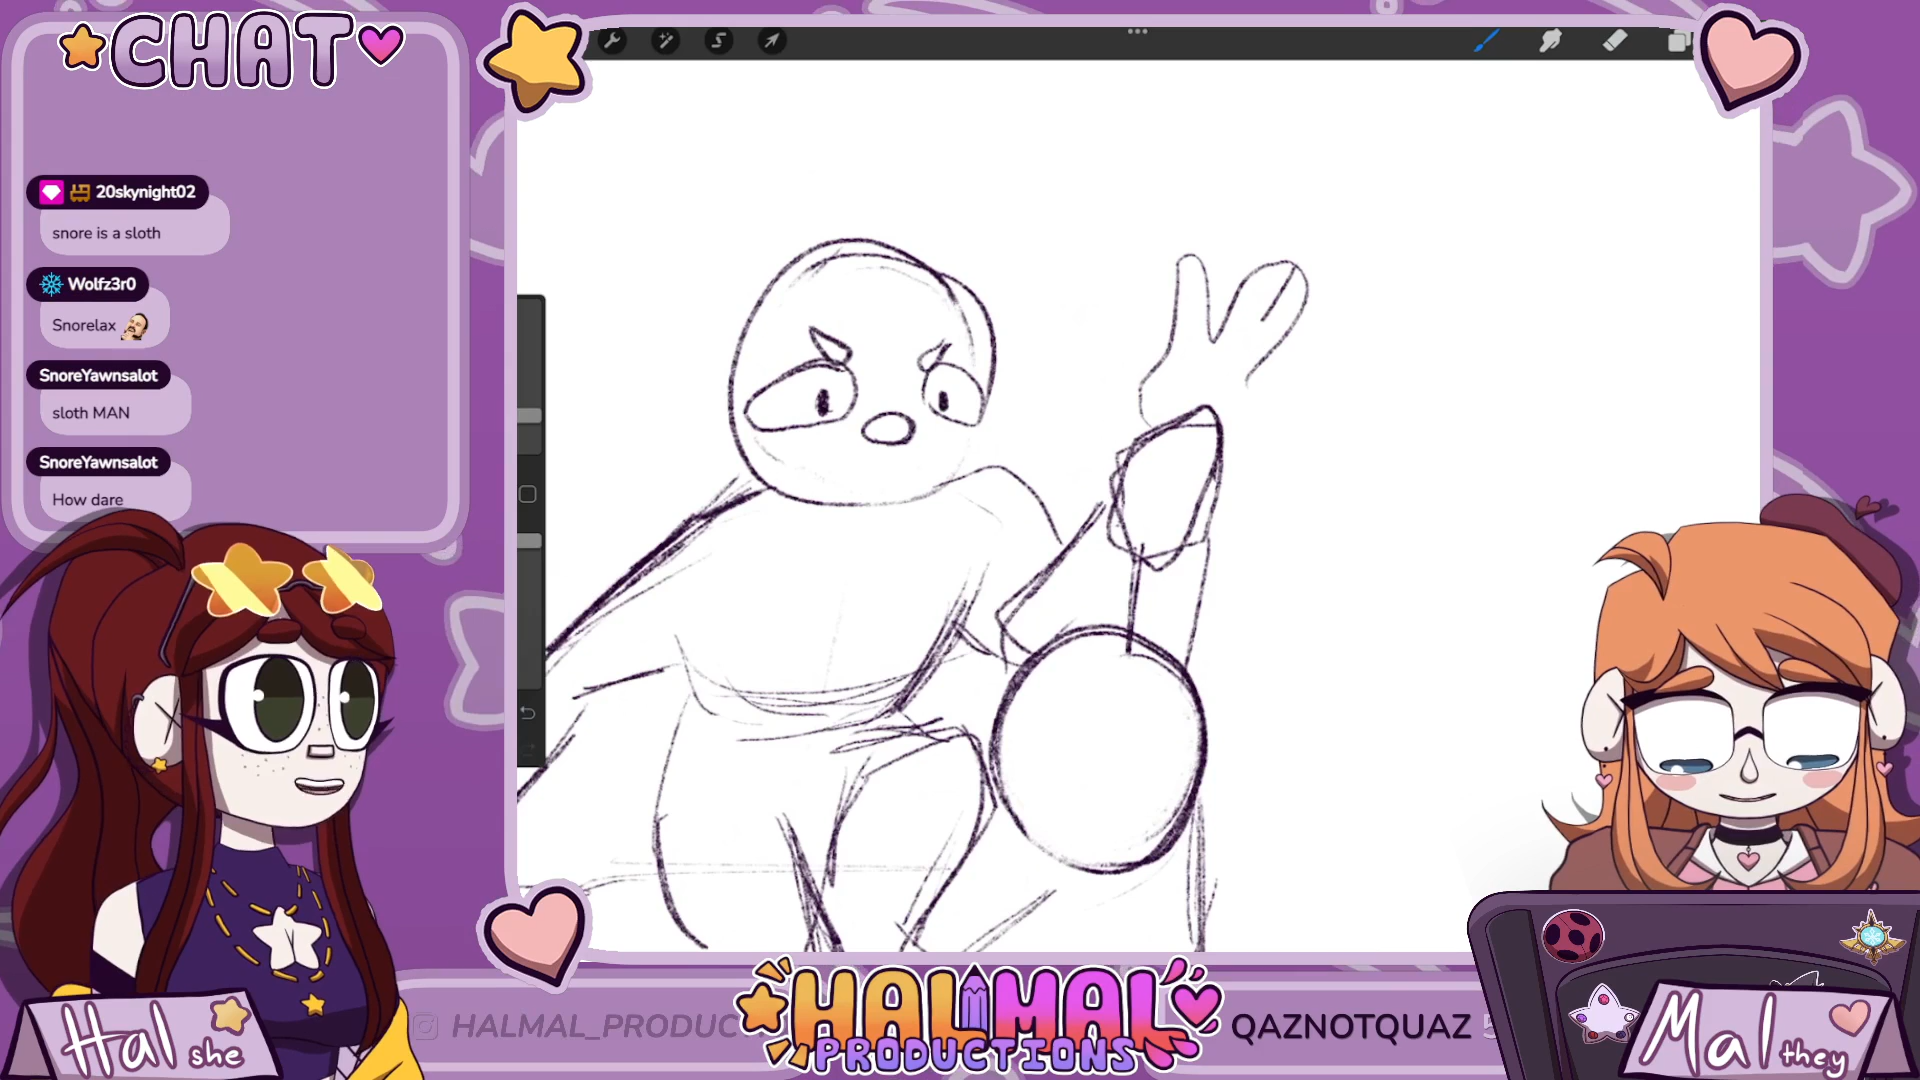 CHAT
20skynight02
snore is a sloth
Wolfz3r0
Snorelax
SnoreYawnsalot
sloth MAN
SnoreYawnsalot
How dare
Hal she
HALMAL_PRODUC
HALMAL
PRODUCTIONS
QAZNOTQUAZ
Mal they